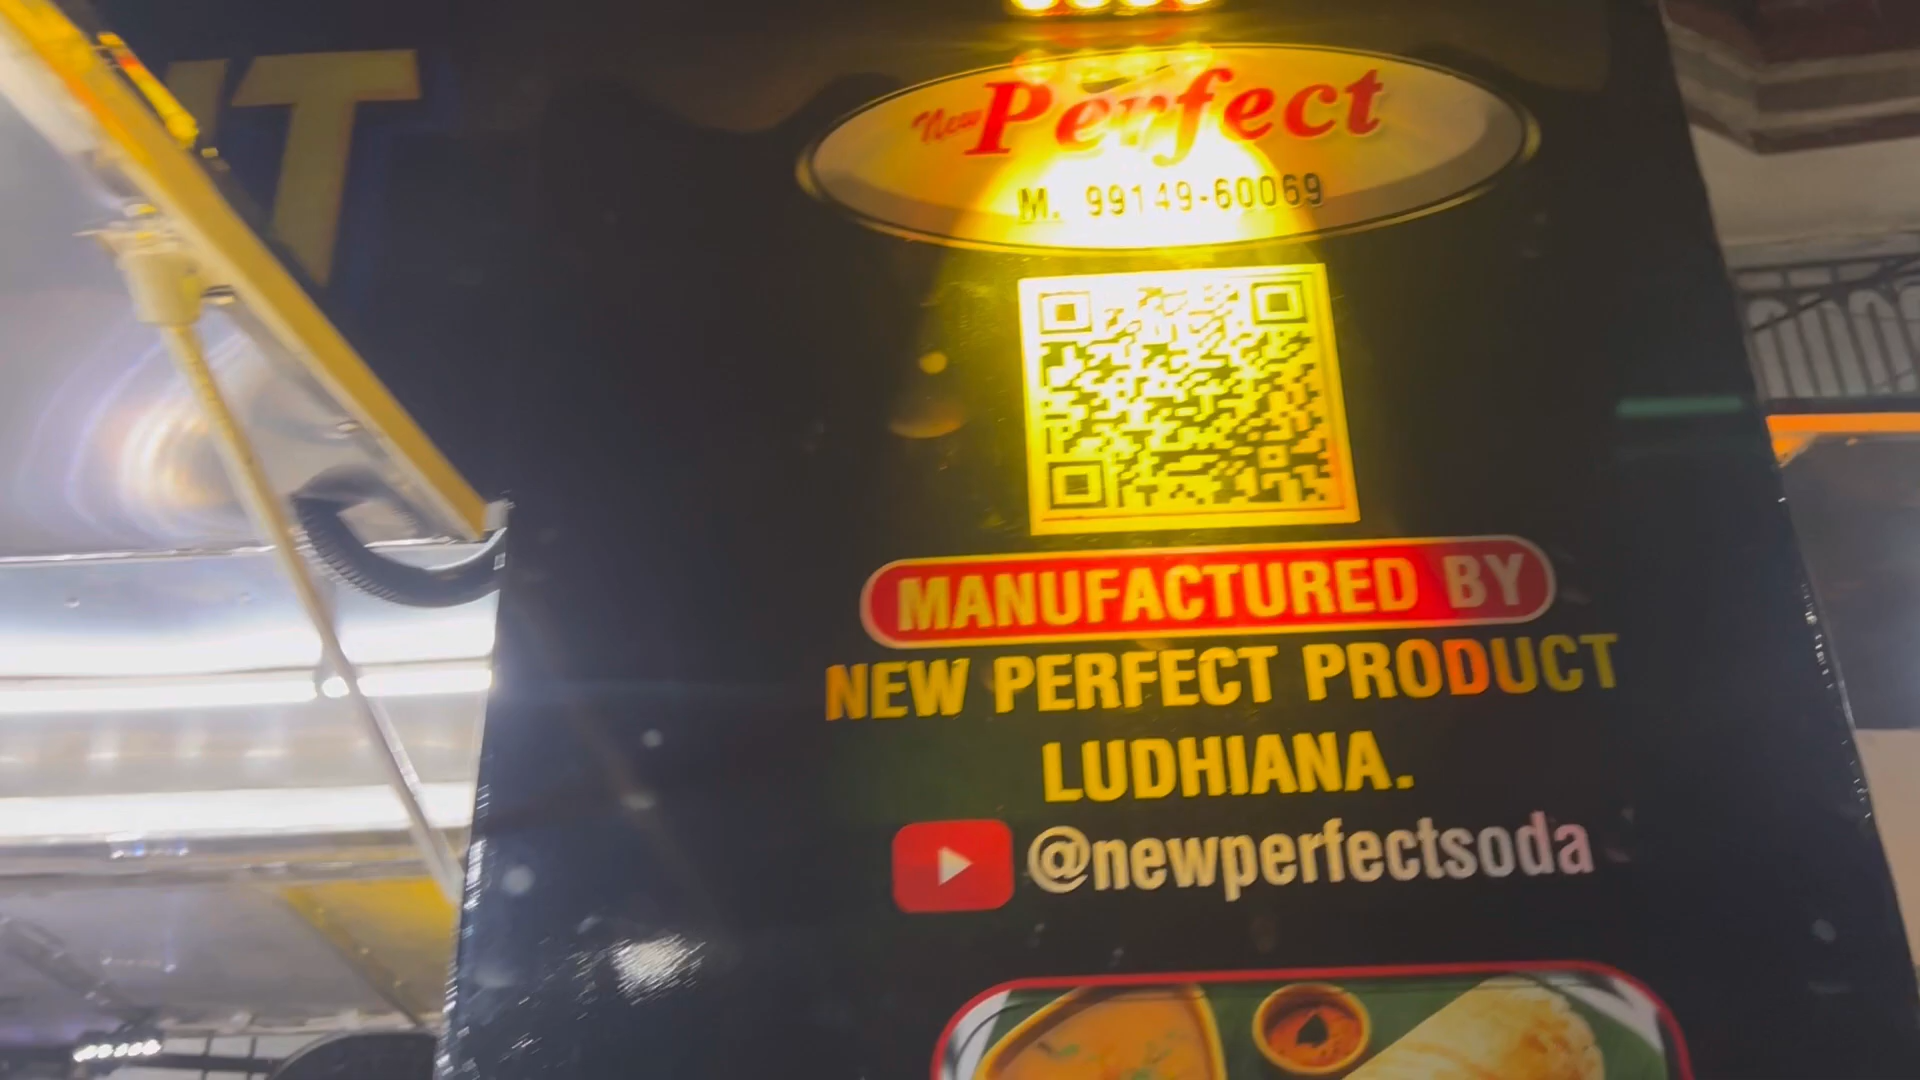 New Perfect
M. 99149-60069
MANUFACTURED BY
NEW PERFECT PRODUCT
LUDHIANA.
@newperfectsoda